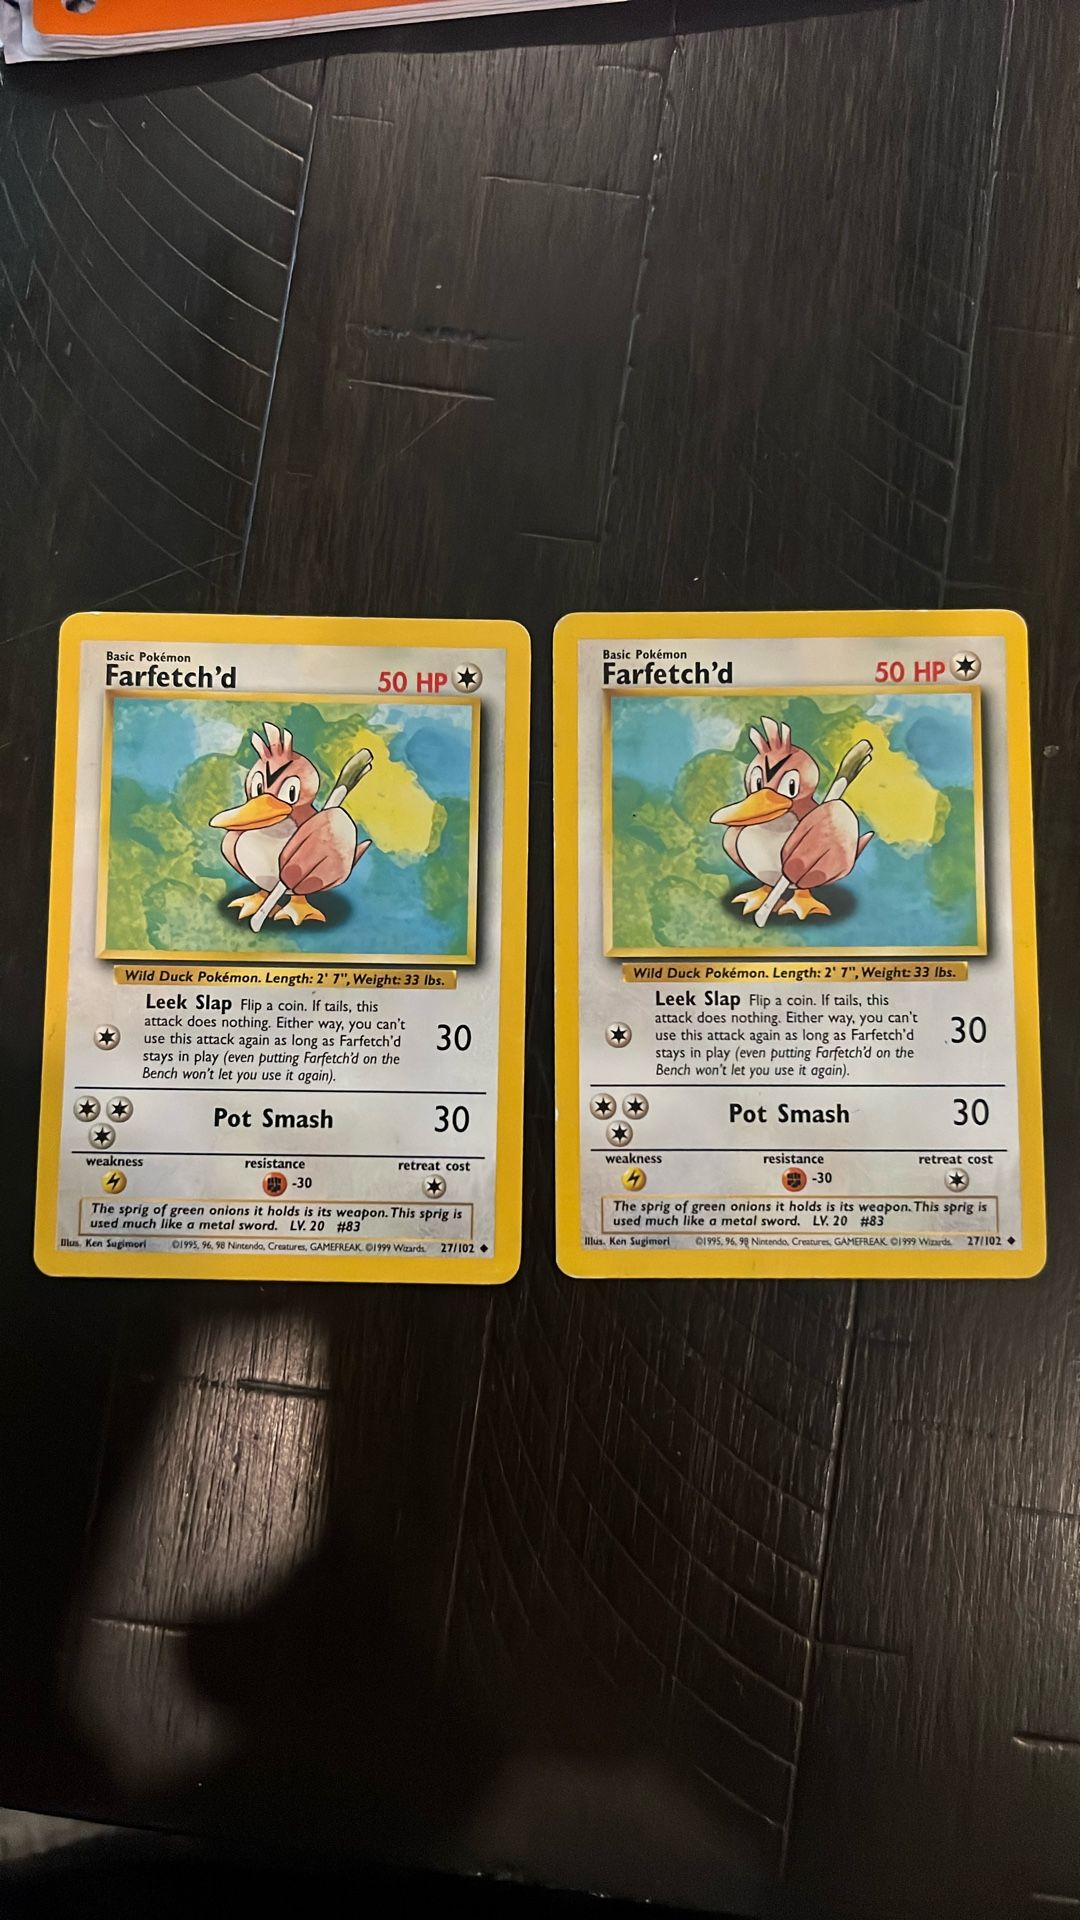 Basic Pokémon
Farfetch'd
50 HP
Wild Duck Pokémon. Length: 2' 7", Weight: 33 lbs.
Leek Slap Flip a coin. If tails, this
attack does nothing. Either way, you can't
use this attack again as long as Farfetch'd
stays in play (even putting Farfetch'd on the
Bench won't let you use it again).
30
Pot Smash
30
weakness
resistance
retreat cost
-30
The sprig of green onions it holds is its weapon. This sprig is
used much like a metal sword. LV. 20 #83
Illus. Ken Sugimori ©1995, 96, 98 Nintendo, Creatures, GAMEFREAK. ©1999 Wizards. 27/102
Basic Pokémon
Farfetch'd
50 HP
Wild Duck Pokémon. Length: 2' 7", Weight: 33 lbs.
Leek Slap Flip a coin. If tails, this
attack does nothing. Either way, you can't
use this attack again as long as Farfetch'd
stays in play (even putting Farfetch'd on the
Bench won't let you use it again).
30
Pot Smash
30
weakness
resistance
retreat cost
-30
The sprig of green onions it holds is its weapon. This sprig is
used much like a metal sword. LV. 20 #83
Illus. Ken Sugimori ©1995, 96, 98 Nintendo, Creatures, GAMEFREAK. ©1999 Wizards. 27/102